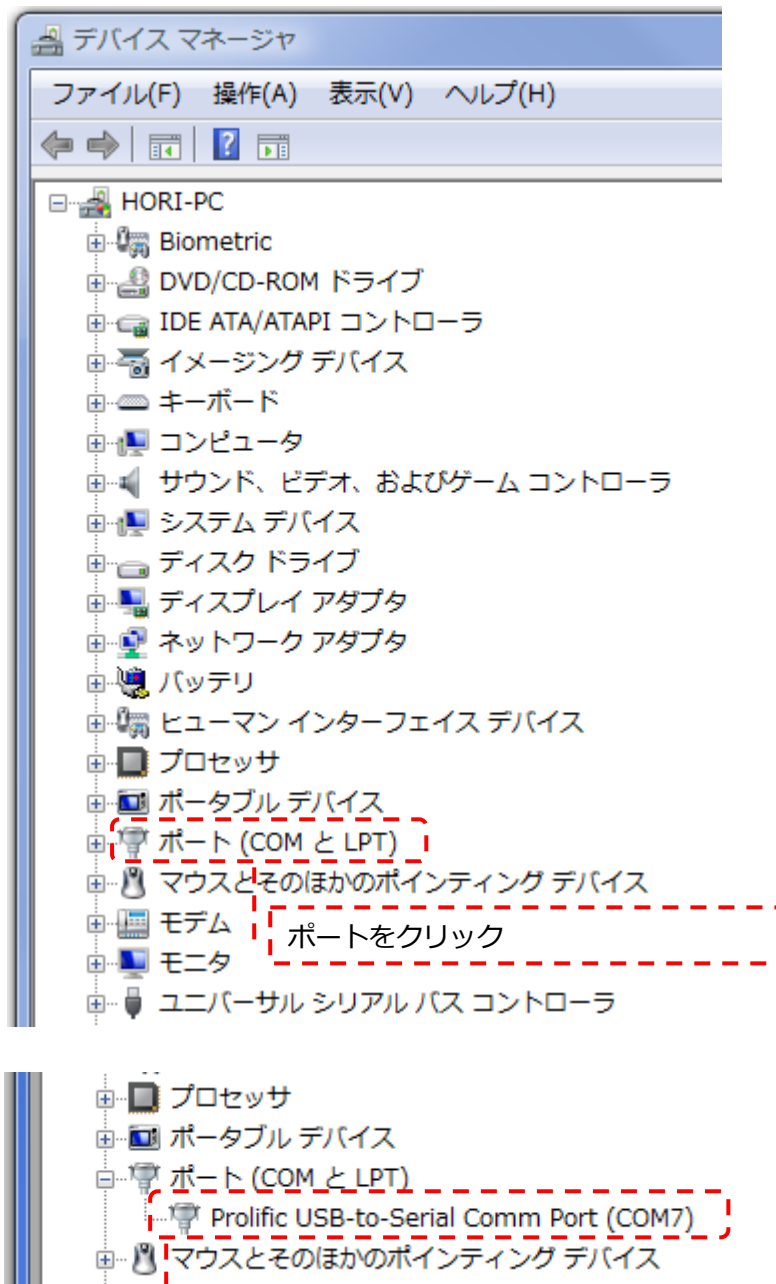 デバイス マネージャ
ファイル(F) 操作(A) 表示(V) ヘルプ(H)
HORI-PC
Biometric
DVD/CD-ROM ドライブ
IDE ATA/ATAPI コントローラ
イメージング デバイス
キーボード
コンピュータ
サウンド、ビデオ、およびゲーム コントローラ
システム デバイス
ディスク ドライブ
ディスプレイ アダプタ
ネットワーク アダプタ
バッテリ
ヒューマン インターフェイス デバイス
プロセッサ
ポータブル デバイス
ポート (COM と LPT)
マウスとそのほかのポインティング デバイス
モデム
ポートをクリック
モニタ
ユニバーサル シリアル バス コントローラ
プロセッサ
ポータブル デバイス
ポート (COM と LPT)
Prolific USB-to-Serial Comm Port (COM7)
マウスとそのほかのポインティング デバイス